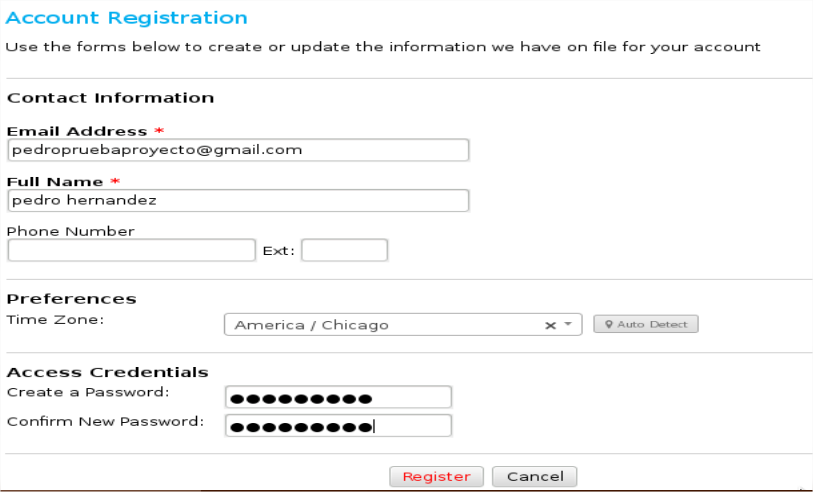 Account Registration
Use the forms below to create or update the information we have on file for your account
Contact Information
Email Address *
pedropruebaproyecto@gmail.com
Full Name *
pedro hernandez
Phone Number
Ext:
Preferences
Time Zone: America / Chicago × Auto Detect
Access Credentials
Create a Password: ●●●●●●●●●
Confirm New Password: ●●●●●●●●●
Register Cancel